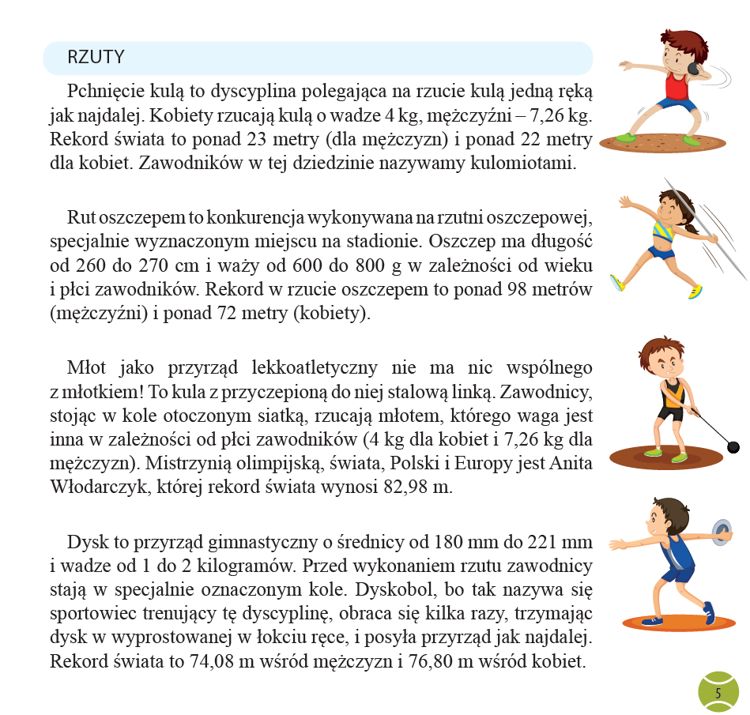 RZUTY
Pchnięcie kulą to dyscyplina polegająca na rzucie kulą jedną ręką
jak najdalej. Kobiety rzucają kulą o wadze 4 kg, mężczyźni – 7,26 kg.
Rekord świata to ponad 23 metry (dla mężczyzn) i ponad 22 metry
dla kobiet. Zawodników w tej dziedzinie nazywamy kulomiotami.
Rut oszczepem to konkurencja wykonywana na rzutni oszczepowej,
specjalnie wyznaczonym miejscu na stadionie. Oszczep ma długość
od 260 do 270 cm i waży od 600 do 800 g w zależności od wieku
i płci zawodników. Rekord w rzucie oszczepem to ponad 98 metrów
(mężczyźni) i ponad 72 metry (kobiety).
Młot jako przyrząd lekkoatletyczny nie ma nic wspólnego
z młotkiem! To kula z przyczepioną do niej stalową linką. Zawodnicy,
stojąc w kole otoczonym siatką, rzucają młotem, którego waga jest
inna w zależności od płci zawodników (4 kg dla kobiet i 7,26 kg dla
mężczyzn). Mistrzynią olimpijską, świata, Polski i Europy jest Anita
Włodarczyk, której rekord świata wynosi 82,98 m.
Dysk to przyrząd gimnastyczny o średnicy od 180 mm do 221 mm
i wadze od 1 do 2 kilogramów. Przed wykonaniem rzutu zawodnicy
stają w specjalnie oznaczonym kole. Dyskobol, bo tak nazywa się
sportowiec trenujący tę dyscyplinę, obraca się kilka razy, trzymając
dysk w wyprostowanej w łokciu ręce, i posyła przyrząd jak najdalej.
Rekord świata to 74,08 m wśród mężczyzn i 76,80 m wśród kobiet.
5